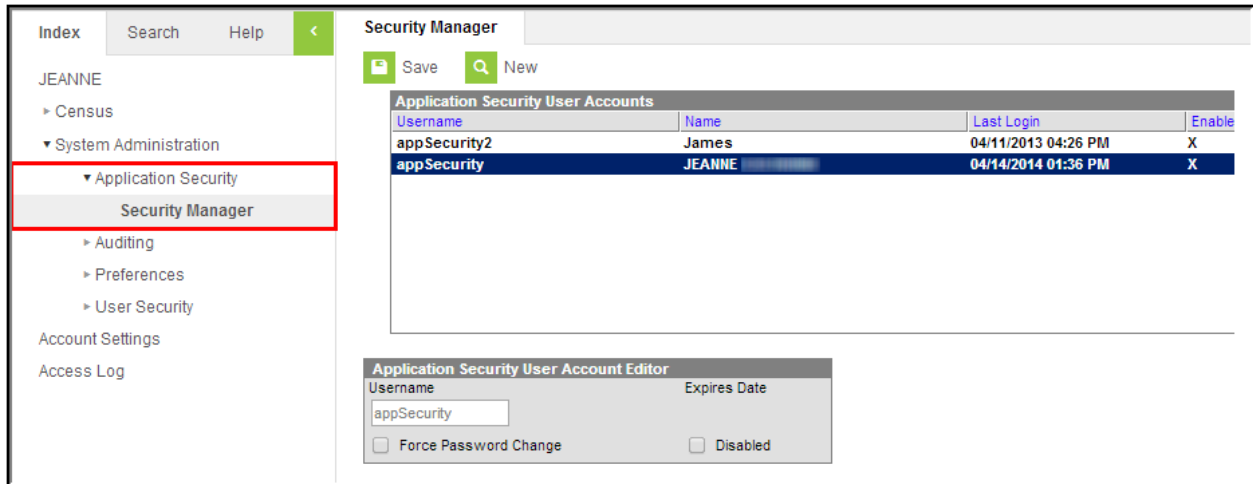 Index Search Help
JEANNE
Census
System Administration
Application Security
Security Manager
Auditing
Preferences
User Security
Account Settings
Access Log
Security Manager
Save New
Application Security User Accounts
Username Name Last Login Enable
appSecurity2 James 04/11/2013 04:26 PM X
appSecurity JEANNE 04/14/2014 01:36 PM X
Application Security User Account Editor
Username Expires Date
appSecurity
Force Password Change Disabled